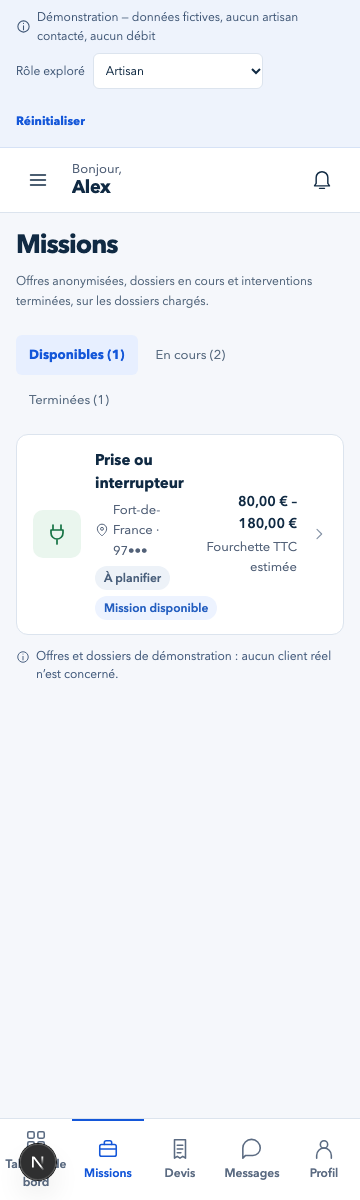 Démonstration — données fictives, aucun artisan
contacté, aucun débit
Rôle exploré
Artisan
Réinitialiser
Bonjour,
Alex
Missions
Offres anonymisées, dossiers en cours et interventions
terminées, sur les dossiers chargés.
Disponibles (1)
En cours (2)
Terminées (1)
Prise ou
interrupteur
Fort-de-
France ·
97•••
À planifier
Mission disponible
80,00 € –
180,00 €
Fourchette TTC
estimée
Offres et dossiers de démonstration : aucun client réel
n’est concerné.
N
bord
Missions
Devis
Messages
Profil